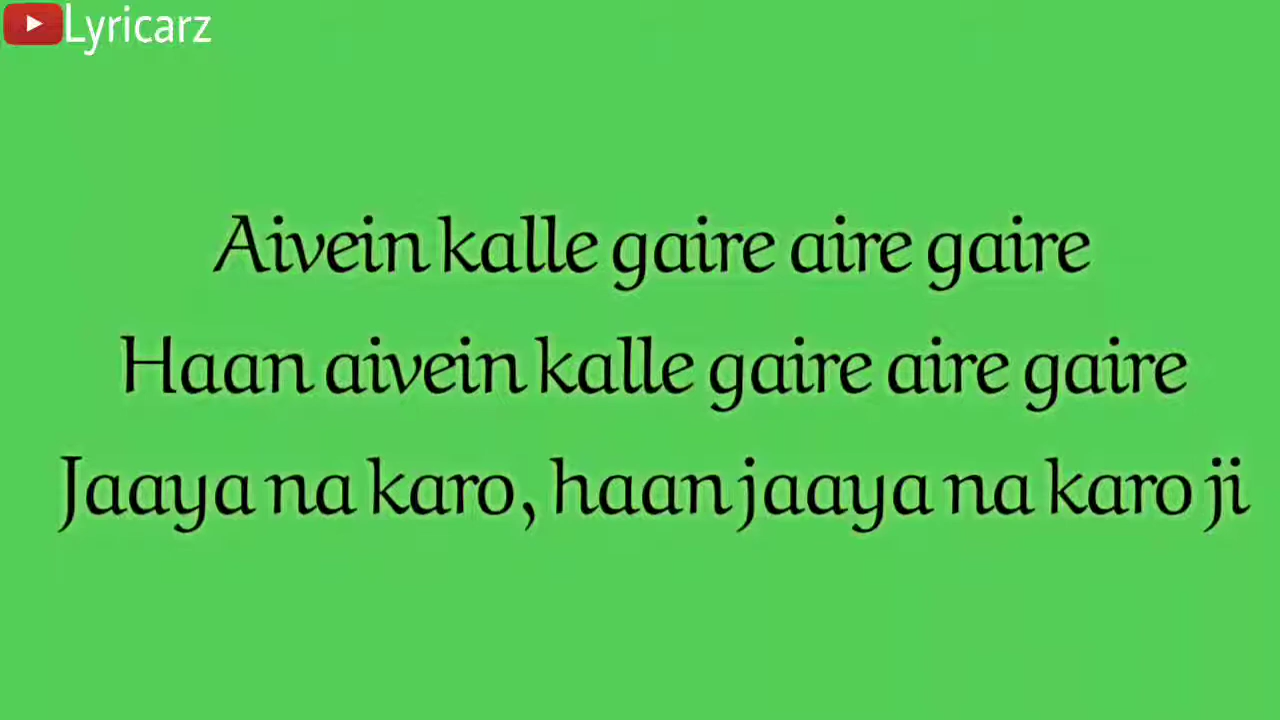 Lyricarz
Aivein kalle gaire aire gaire
Haan aivein kalle gaire aire gaire
Jaaya na karo, haan jaaya na karo ji